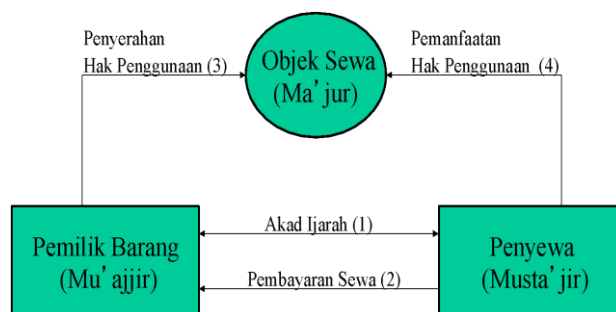 Penyerahan
Hak Penggunaan (3)
Objek Sewa
(Ma’jur)
Pemanfaatan
Hak Penggunaan (4)
Pemilik Barang
(Mu’ajjir)
Akad Ijarah (1)
Pembayaran Sewa (2)
Penyewa
(Musta’jir)